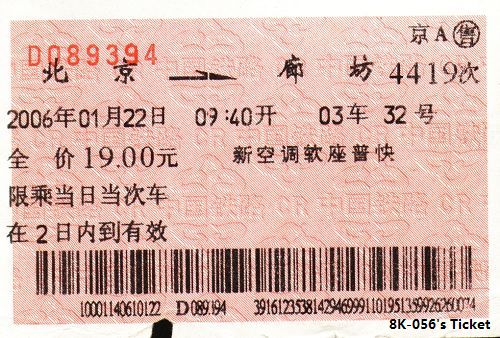 京A售
D089394
北京 廊坊 4419次
2006年01月22日 09:40开 03车 32号
全价19.00元 新空调软座普快
限乘当日当次车
在2日内到有效
10001140610122 D089394
8K-056's Ticket